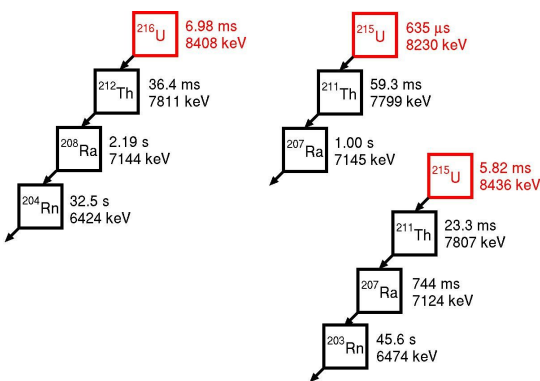 216U 6.98 ms
8408 keV
212Th 36.4 ms
7811 keV
208Ra 2.19 s
7144 keV
204Rn 32.5 s
6424 keV
215U 635 μs
8230 keV
211Th 59.3 ms
7799 keV
207Ra 1.00 s
7145 keV
215U 5.82 ms
8436 keV
211Th 23.3 ms
7807 keV
207Ra 744 ms
7124 keV
203Rn 45.6 s
6474 keV